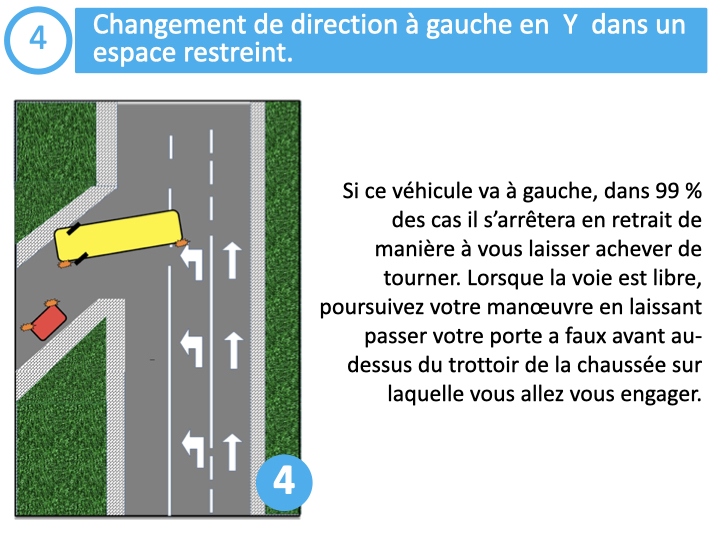 4
Changement de direction à gauche en Y dans un
espace restreint.
Si ce véhicule va à gauche, dans 99 %
des cas il s'arrêtera en retrait de
manière à vous laisser achever de
tourner. Lorsque la voie est libre,
poursuivez votre manœuvre en laissant
passer votre porte a faux avant au-
dessus du trottoir de la chaussée sur
laquelle vous allez vous engager.
4